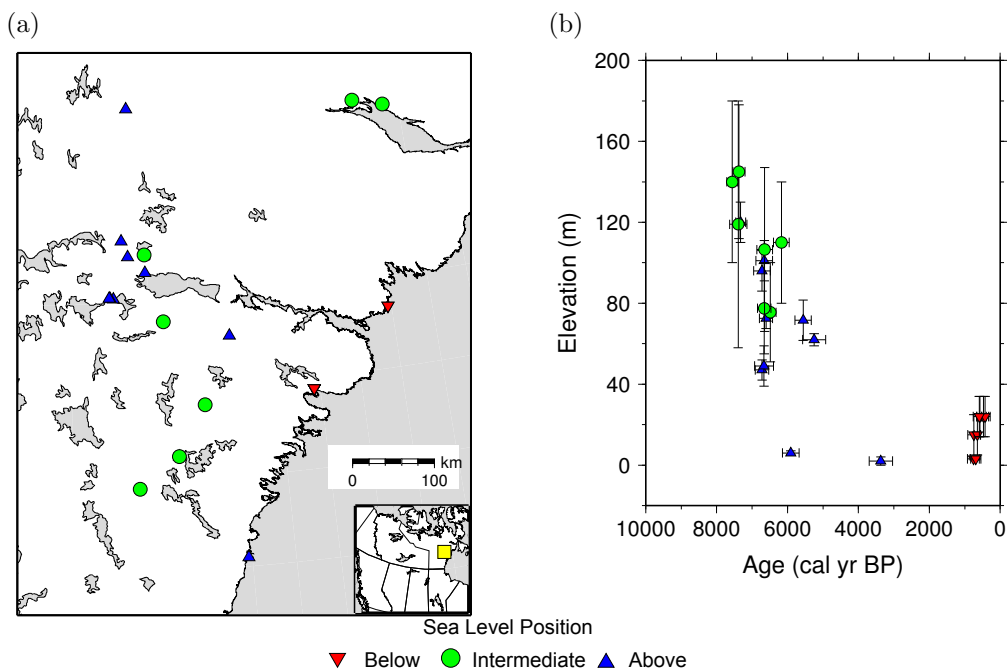 (a)
(b)
km
0 100
Elevation (m)
200
160
120
80
40
0
10000 8000 6000 4000 2000 0
Age (cal yr BP)
Sea Level Position
Below Intermediate Above